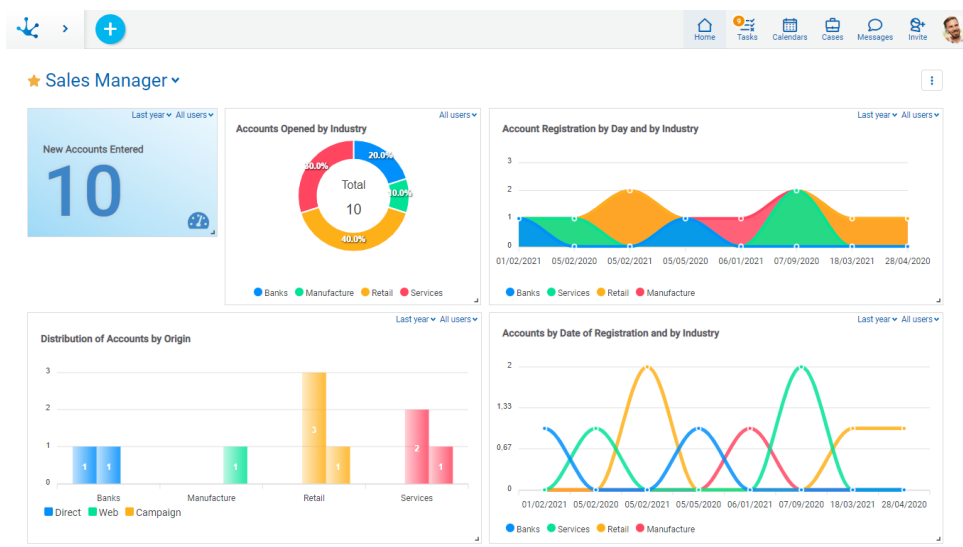 Home
9
Tasks
Calendars
Cases
Messages
Invite
Sales Manager
Last year All users
New Accounts Entered
10
All users
Accounts Opened by Industry
20.0%
30.0%
10.0%
40.0%
Total
10
Banks Manufacture Retail Services
Last year All users
Account Registration by Day and by Industry
3
2
1
0
01/02/2021 05/02/2020 05/02/2021 05/05/2020 06/01/2021 07/09/2020 18/03/2021 28/04/2020
Banks Services Retail Manufacture
Last year All users
Distribution of Accounts by Origin
3
2
1
0
1 1 1 3 1 2 1
Banks Manufacture Retail Services
Direct Web Campaign
Last year All users
Accounts by Date of Registration and by Industry
2
1,33
0,67
0
01/02/2021 05/02/2020 05/02/2021 05/05/2020 06/01/2021 07/09/2020 18/03/2021 28/04/2020
Banks Services Retail Manufacture